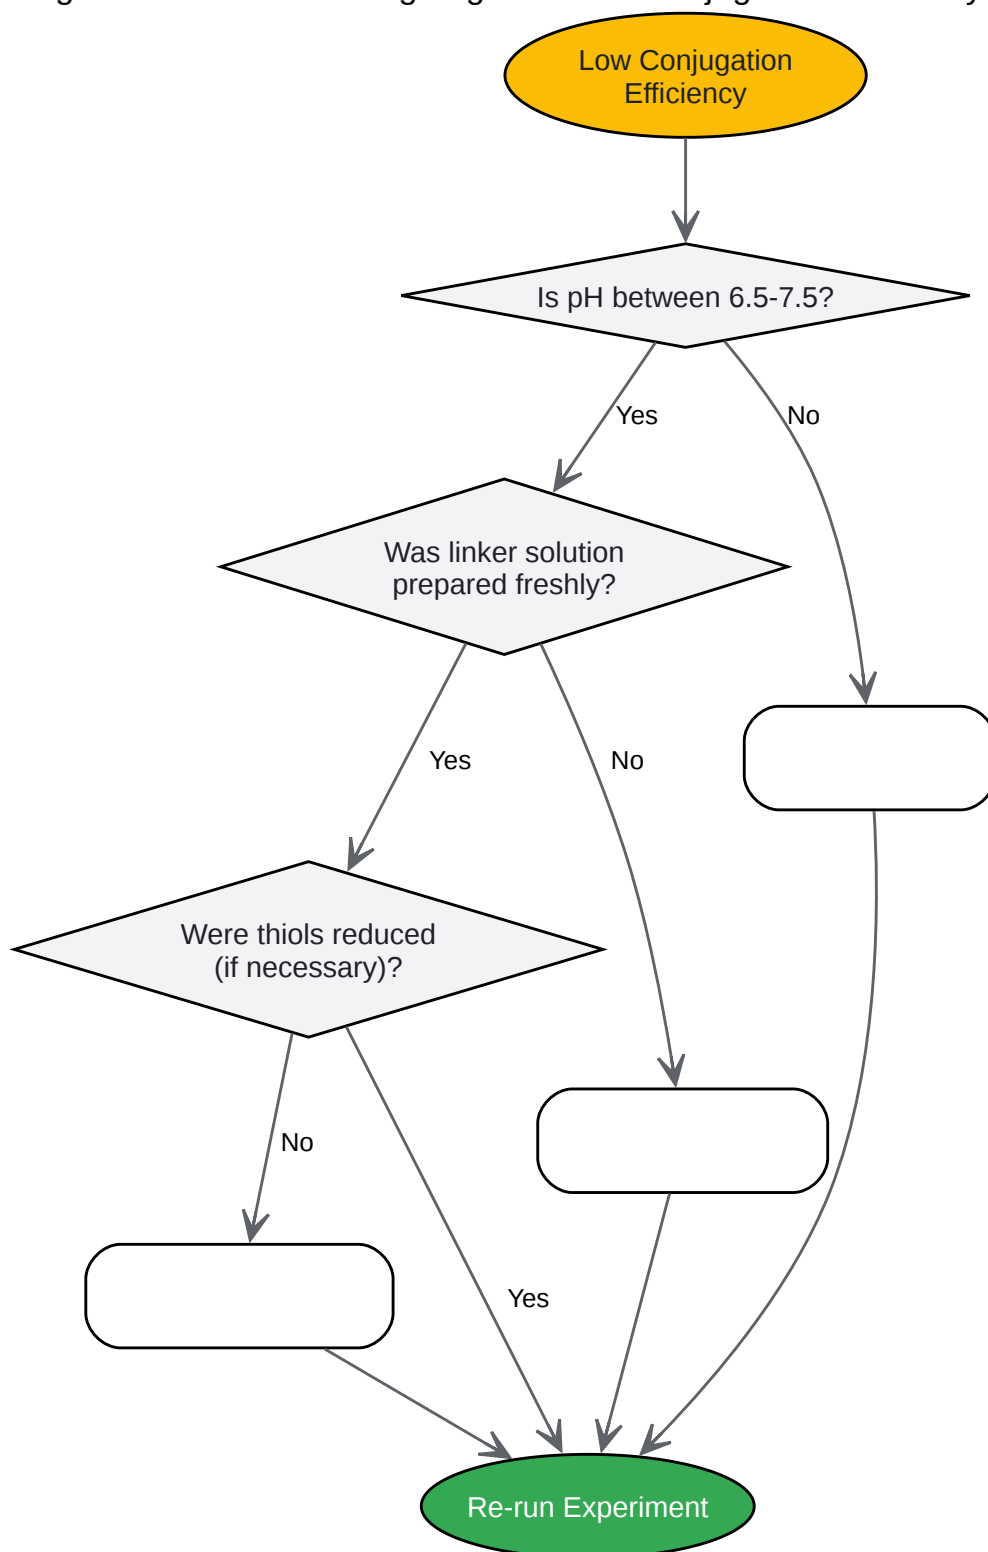 Low Conjugation
Efficiency
Is pH between 6.5-7.5?
Yes
No
Was linker solution
prepared freshly?
Yes
No
Were thiols reduced
(if necessary)?
No
Yes
Re-run Experiment